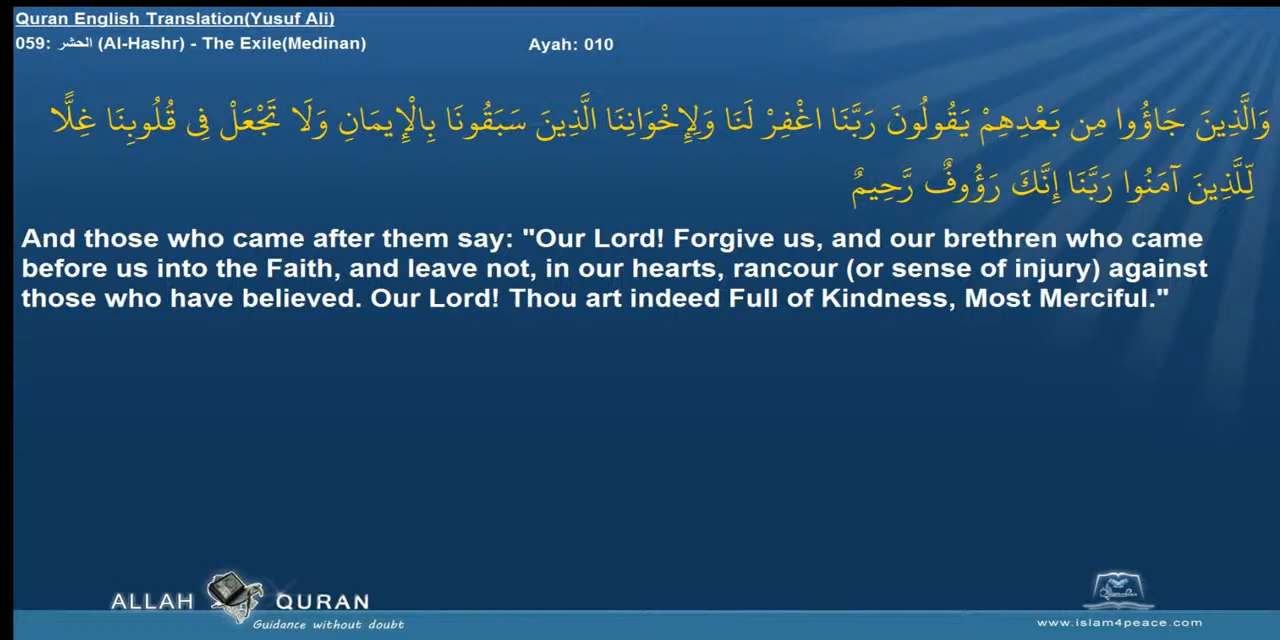 Quran English Translation(Yusuf Ali)
059: الحشر (Al-Hashr) - The Exile(Medinan) Ayah: 010
وَالَّذِينَ جَاؤُوا مِن بَعْدِهِمْ يَقُولُونَ رَبَّنَا اغْفِرْ لَنَا وَلِإِخْوَانِنَا الَّذِينَ سَبَقُونَا بِالْإِيمَانِ وَلَا تَجْعَلْ فِي قُلُوبِنَا غِلًّا
لِّلَّذِينَ آمَنُوا رَبَّنَا إِنَّكَ رَؤُوفٌ رَّحِيمٌ
And those who came after them say: "Our Lord! Forgive us, and our brethren who came
before us into the Faith, and leave not, in our hearts, rancour (or sense of injury) against
those who have believed. Our Lord! Thou art indeed Full of Kindness, Most Merciful."
ALLAH QURAN
Guidance without doubt
www.islam4peace.com